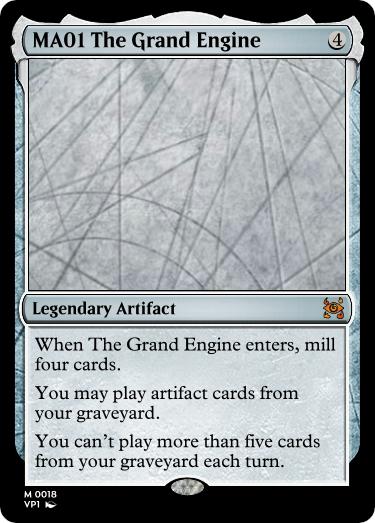 MA01 The Grand Engine 4
Legendary Artifact
When The Grand Engine enters, mill
four cards.
You may play artifact cards from
your graveyard.
You can't play more than five cards
from your graveyard each turn.
M 0018
VP1